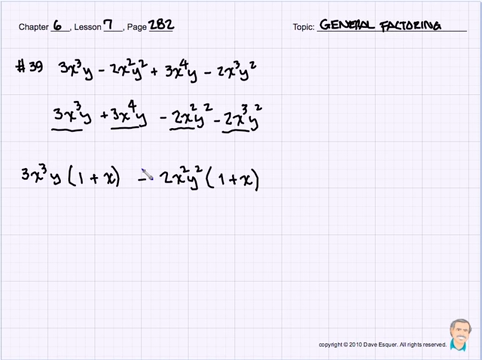 Chapter 6, Lesson 7, Page 282 Topic: GENERAL FACTORING
#39 3x³y - 2x²y² + 3x⁴y - 2x³y²
3x³y + 3x⁴y - 2x²y² - 2x³y²
3x³y (1 + x) - 2x²y² (1 + x)
copyright © 2010 Dave Esquer. All rights reserved.